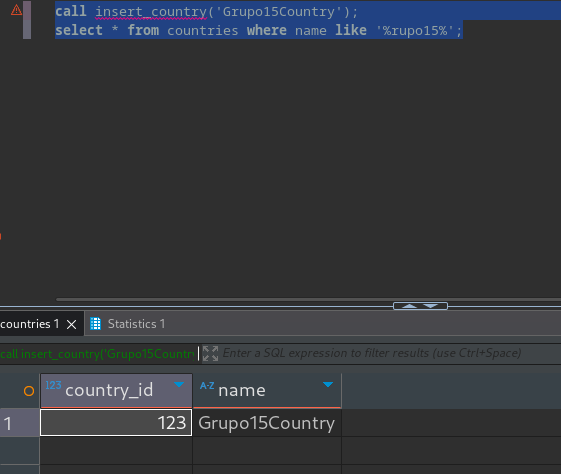 call insert_country('Grupo15Country');
select * from countries where name like '%rupo15%';
countries 1
Statistics 1
call insert_country('Grupo15Countr
Enter a SQL expression to filter results (use Ctrl+Space)
123 country_id A-Z name
1 123 Grupo15Country